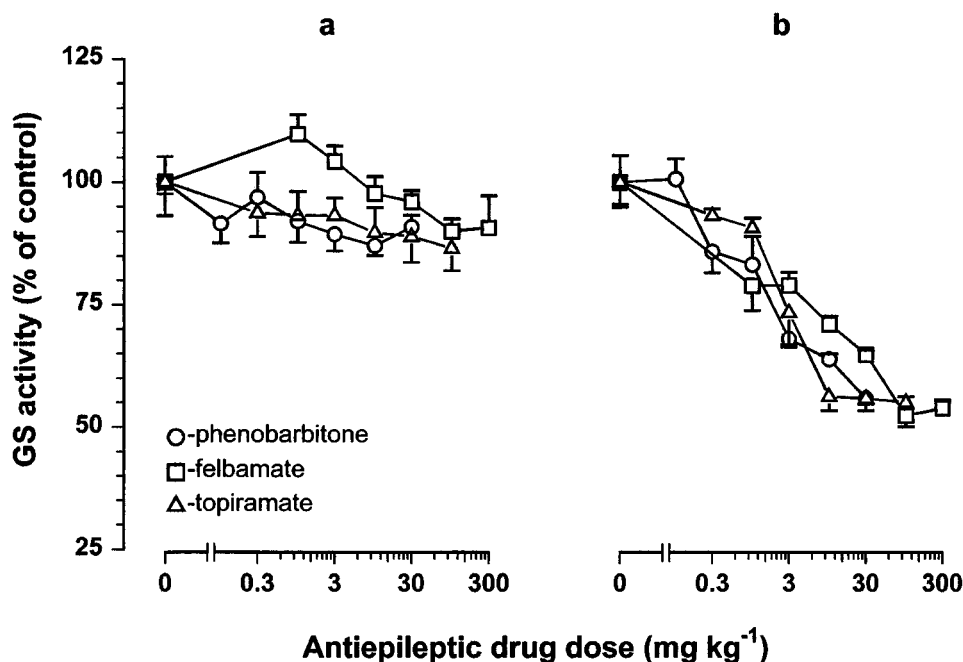 a
b
GS activity (% of control)
125
100
75
50
25
-phenobarbitone
-felbamate
-topiramate
0 0.3 3 30 300
0 0.3 3 30 300
Antiepileptic drug dose (mg kg⁻¹)